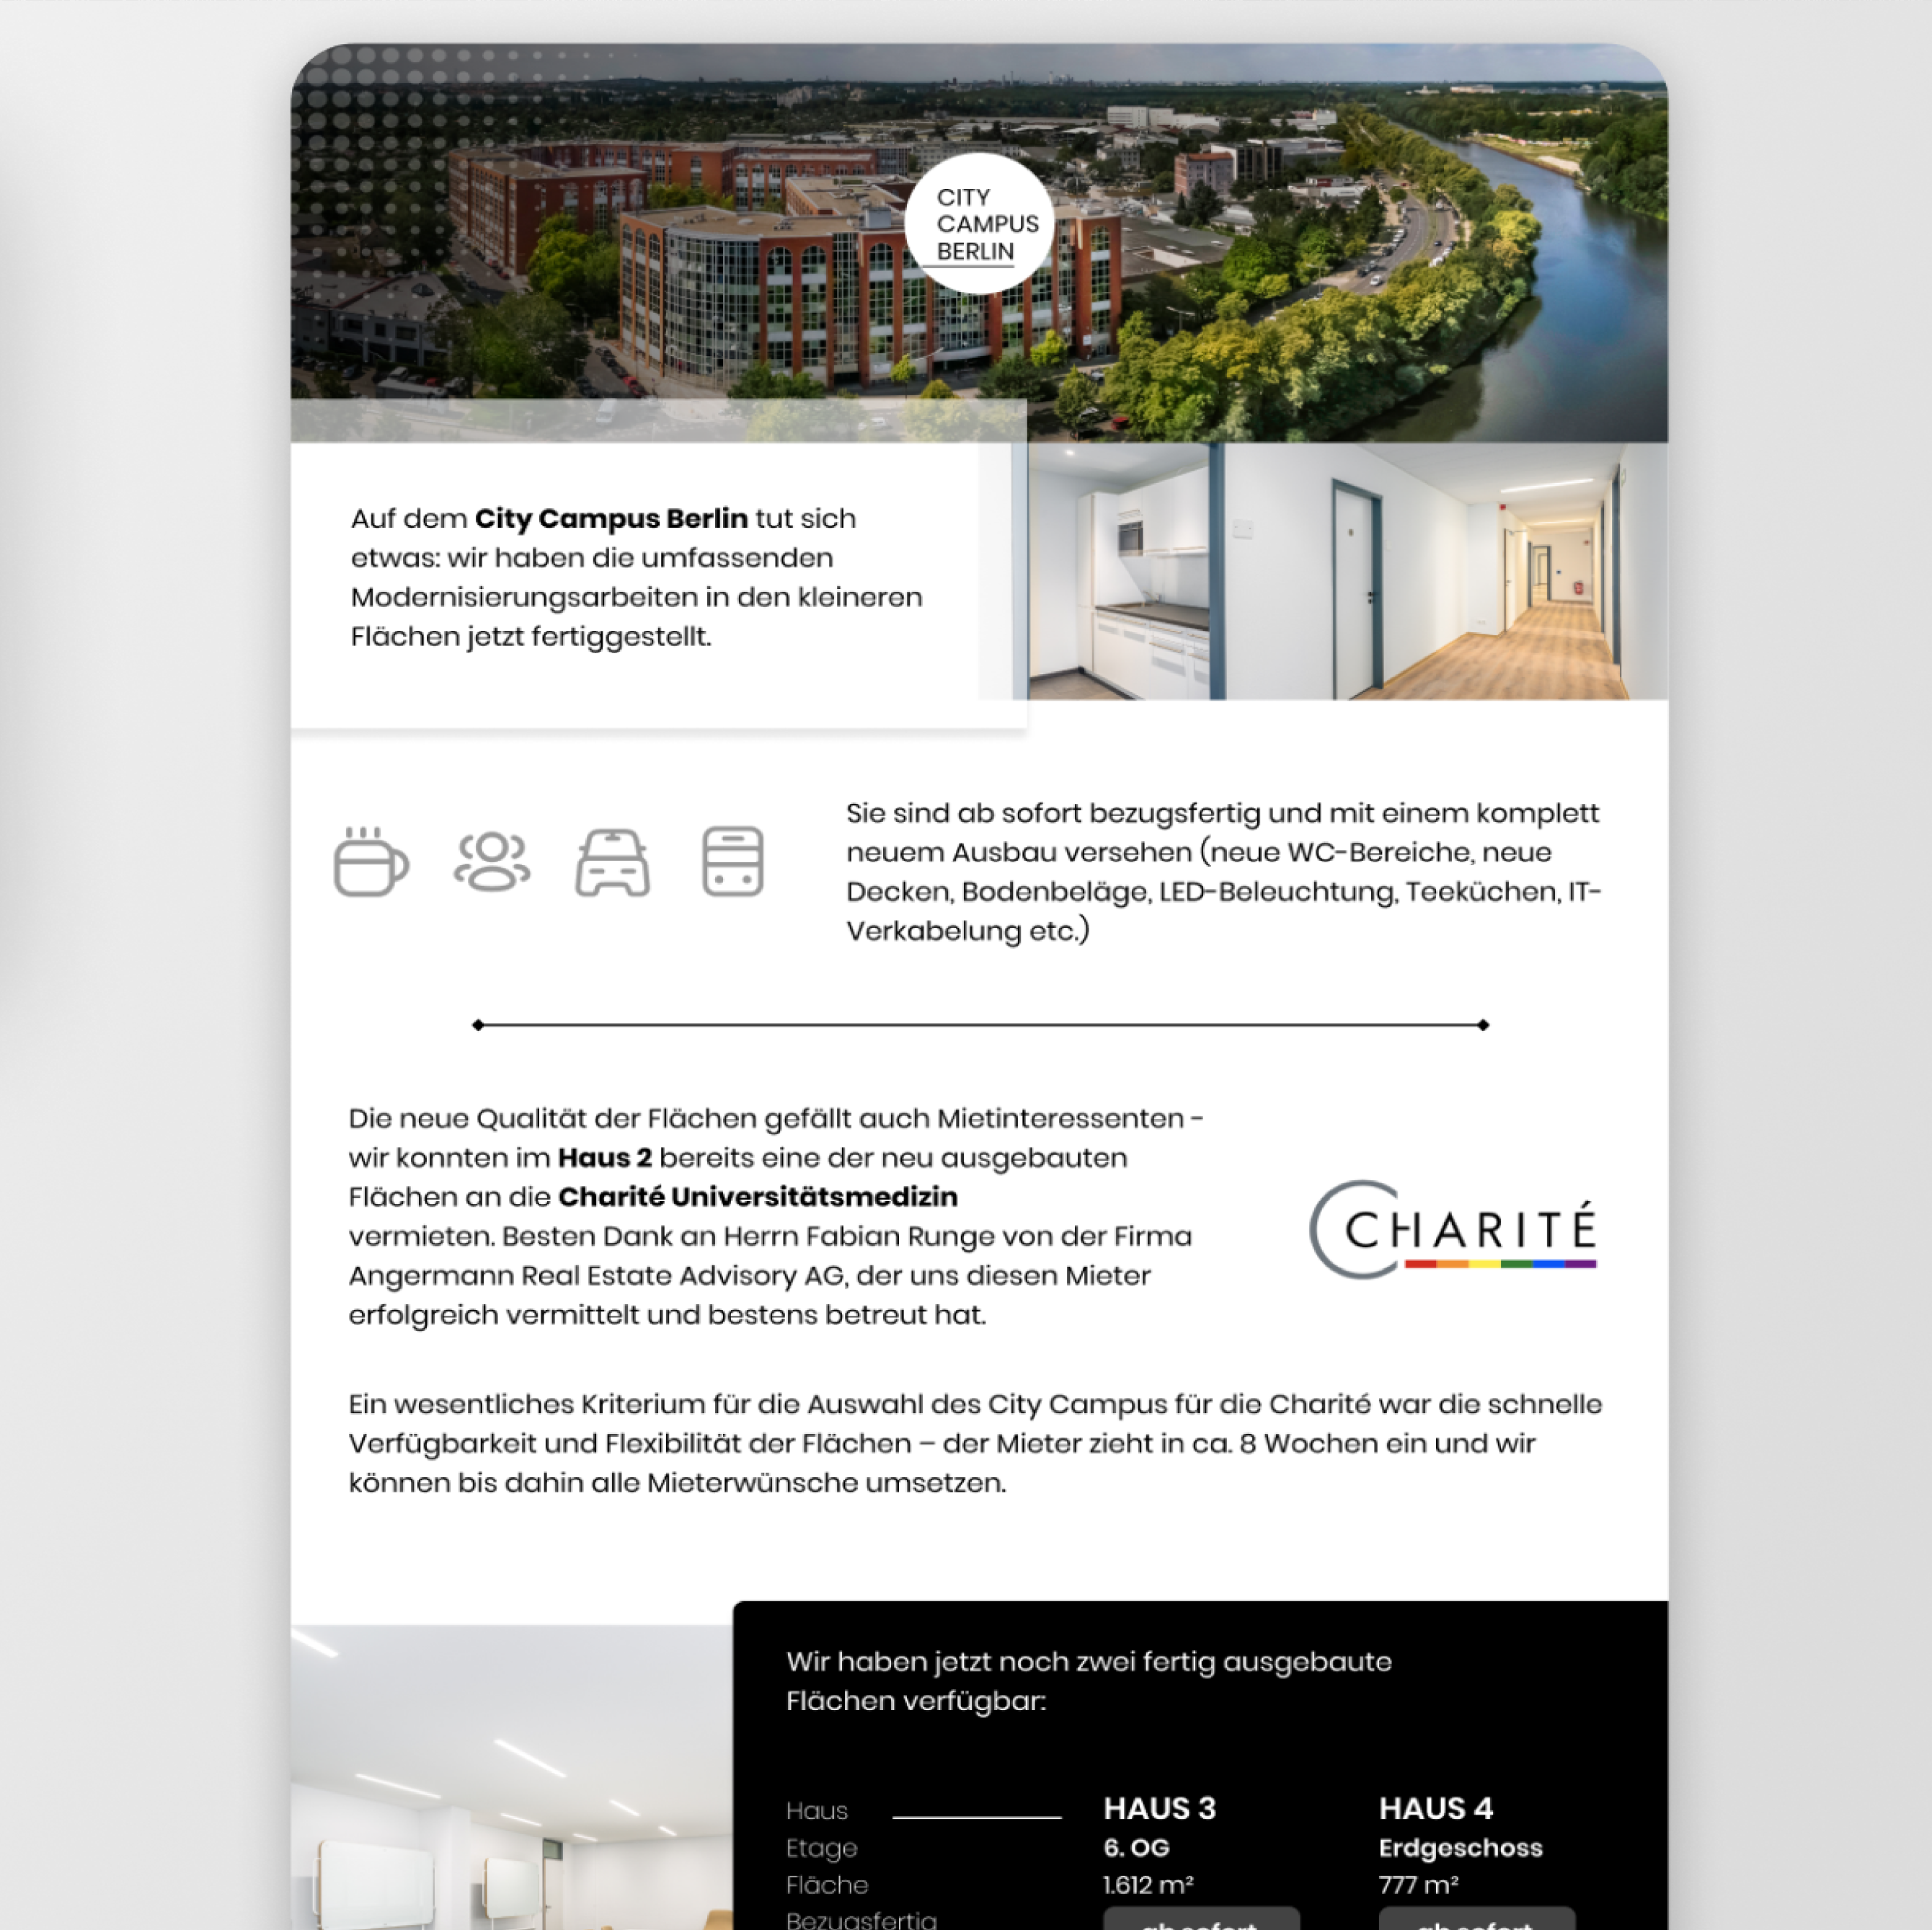 CITY
CAMPUS
BERLIN
Auf dem City Campus Berlin tut sich
etwas: wir haben die umfassenden
Modernisierungsarbeiten in den kleineren
Flächen jetzt fertiggestellt.
Sie sind ab sofort bezugsfertig und mit einem komplett
neuem Ausbau versehen (neue WC-Bereiche, neue
Decken, Bodenbeläge, LED-Beleuchtung, Teeküchen, IT-
Verkabelung etc.)
Die neue Qualität der Flächen gefällt auch Mietinteressenten -
wir konnten im Haus 2 bereits eine der neu ausgebauten
Flächen an die Charité Universitätsmedizin
vermieten. Besten Dank an Herrn Fabian Runge von der Firma
Angermann Real Estate Advisory AG, der uns diesen Mieter
erfolgreich vermittelt und bestens betreut hat.
CHARITÉ
Ein wesentliches Kriterium für die Auswahl des City Campus für die Charité war die schnelle
Verfügbarkeit und Flexibilität der Flächen – der Mieter zieht in ca. 8 Wochen ein und wir
können bis dahin alle Mieterwünsche umsetzen.
Wir haben jetzt noch zwei fertig ausgebaute
Flächen verfügbar:
Haus HAUS 3 HAUS 4
Etage 6. OG Erdgeschoss
Fläche 1.612 m² 777 m²
Bezugsfertig ab sofort ab sofort